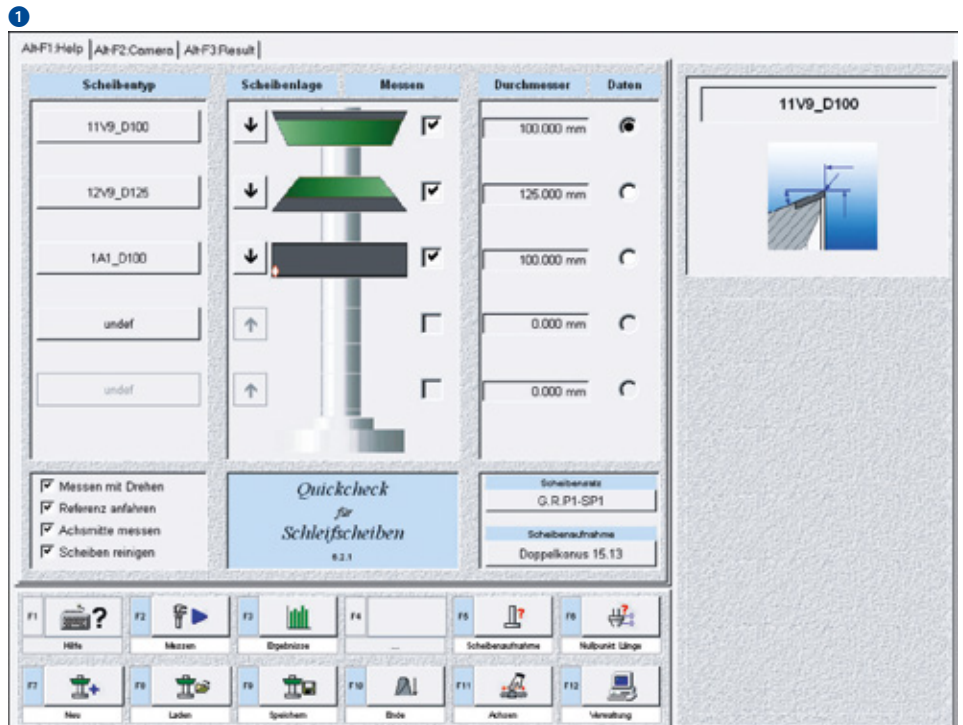 1
Alt-F1:Help Alt-F2:Camera Alt-F3:Result
Scheibentyp Scheibenlage Messen Durchmesser Daten
11V9_D100 100.000 mm
12V9_D125 125.000 mm
1A1_D100 100.000 mm
undef 0.000 mm
undef 0.000 mm
11V9_D100
Messen mit Drehen
Referenz anfahren
Achsmitte messen
Scheiben reinigen
Quickcheck
für
Schleifscheiben
6.2.1
Scheibensatz
G.R.P1-SP1
Scheibenaufnahme
Doppelkonus 15.13
F1 ? F2 F3 F4 F5 ? F6 ?
Hilfe Messen Ergebnisse ... Scheibenaufnahme Nullpunkt Länge
F7 F8 F9 F10 F11 F12
Neu Laden Speichern Ende Achsen Verwaltung